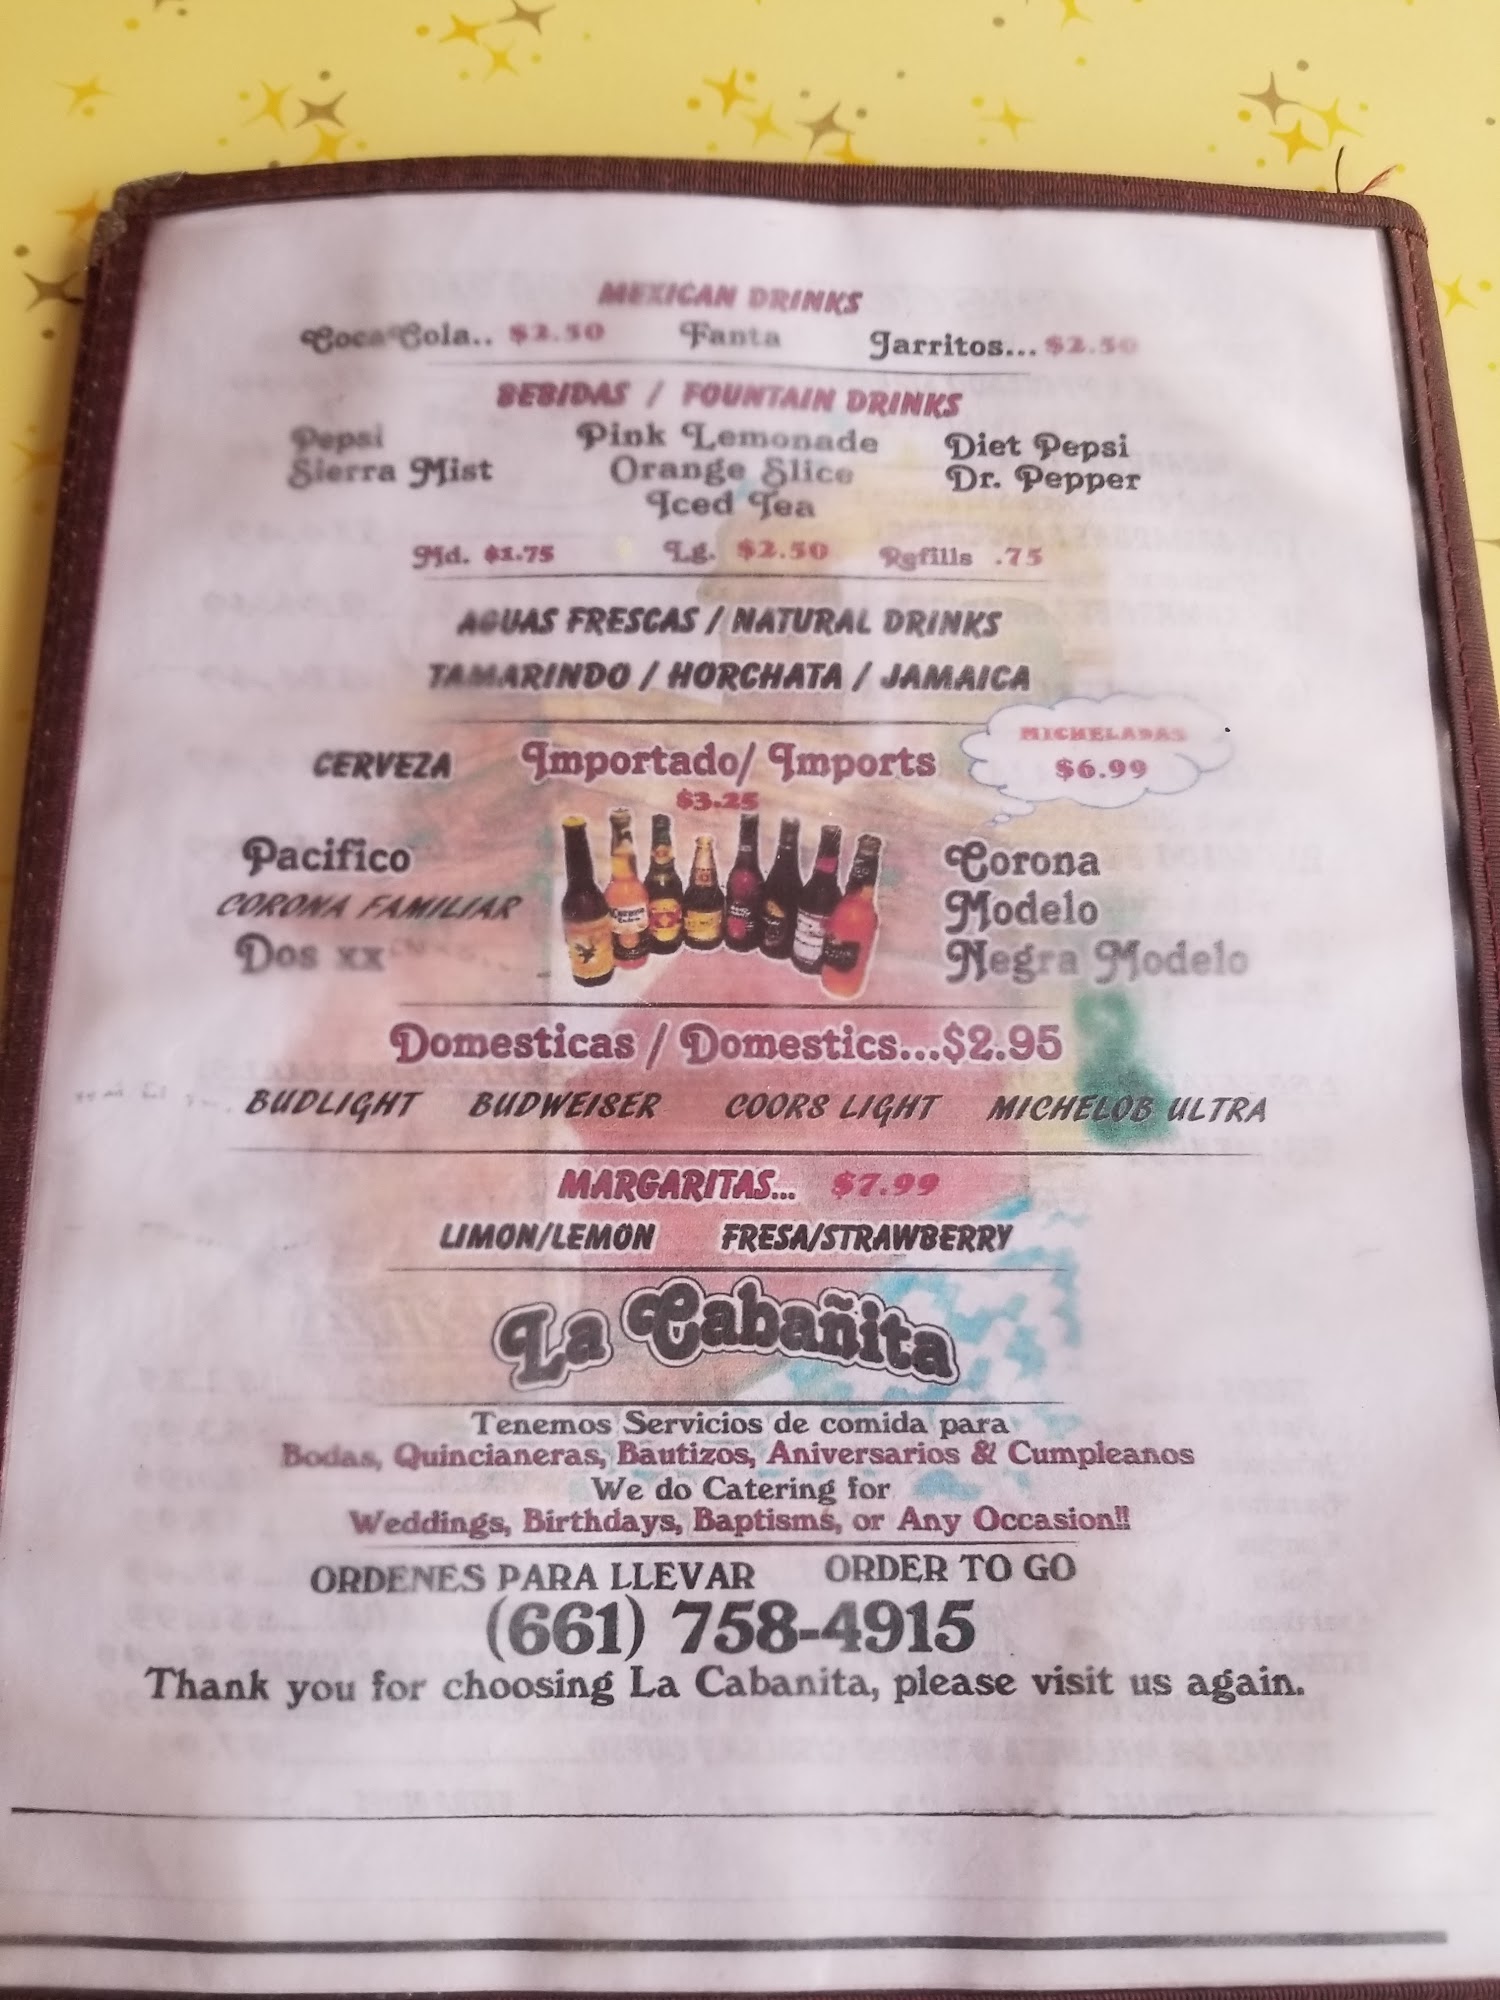 MEXICAN DRINKS
Coca Cola.. $2.50 Fanta Jarritos... $2.50
BEBIDAS / FOUNTAIN DRINKS
Pepsi Pink Lemonade Diet Pepsi
Sierra Mist Orange Slice Dr. Pepper
Iced Tea
Md. $1.75 Lg. $2.50 Refills .75
AGUAS FRESCAS / NATURAL DRINKS
TAMARINDO / HORCHATA / JAMAICA
MICHELADAS
$6.99
CERVEZA Importado/ Imports
$3.25
Pacifico Corona
CORONA FAMILIAR Modelo
Dos xx Negra Modelo
Domesticas / Domestics...$2.95
BUDLIGHT BUDWEISER COORS LIGHT MICHELOB ULTRA
MARGARITAS... $7.99
LIMON/LEMON FRESA/STRAWBERRY
La Cabañita
Tenemos Servicios de comida para
Bodas, Quincianeras, Bautizos, Aniversarios & Cumpleanos
We do Catering for
Weddings, Birthdays, Baptisms, or Any Occasion!!
ORDENES PARA LLEVAR ORDER TO GO
(661) 758-4915
Thank you for choosing La Cabanita, please visit us again.